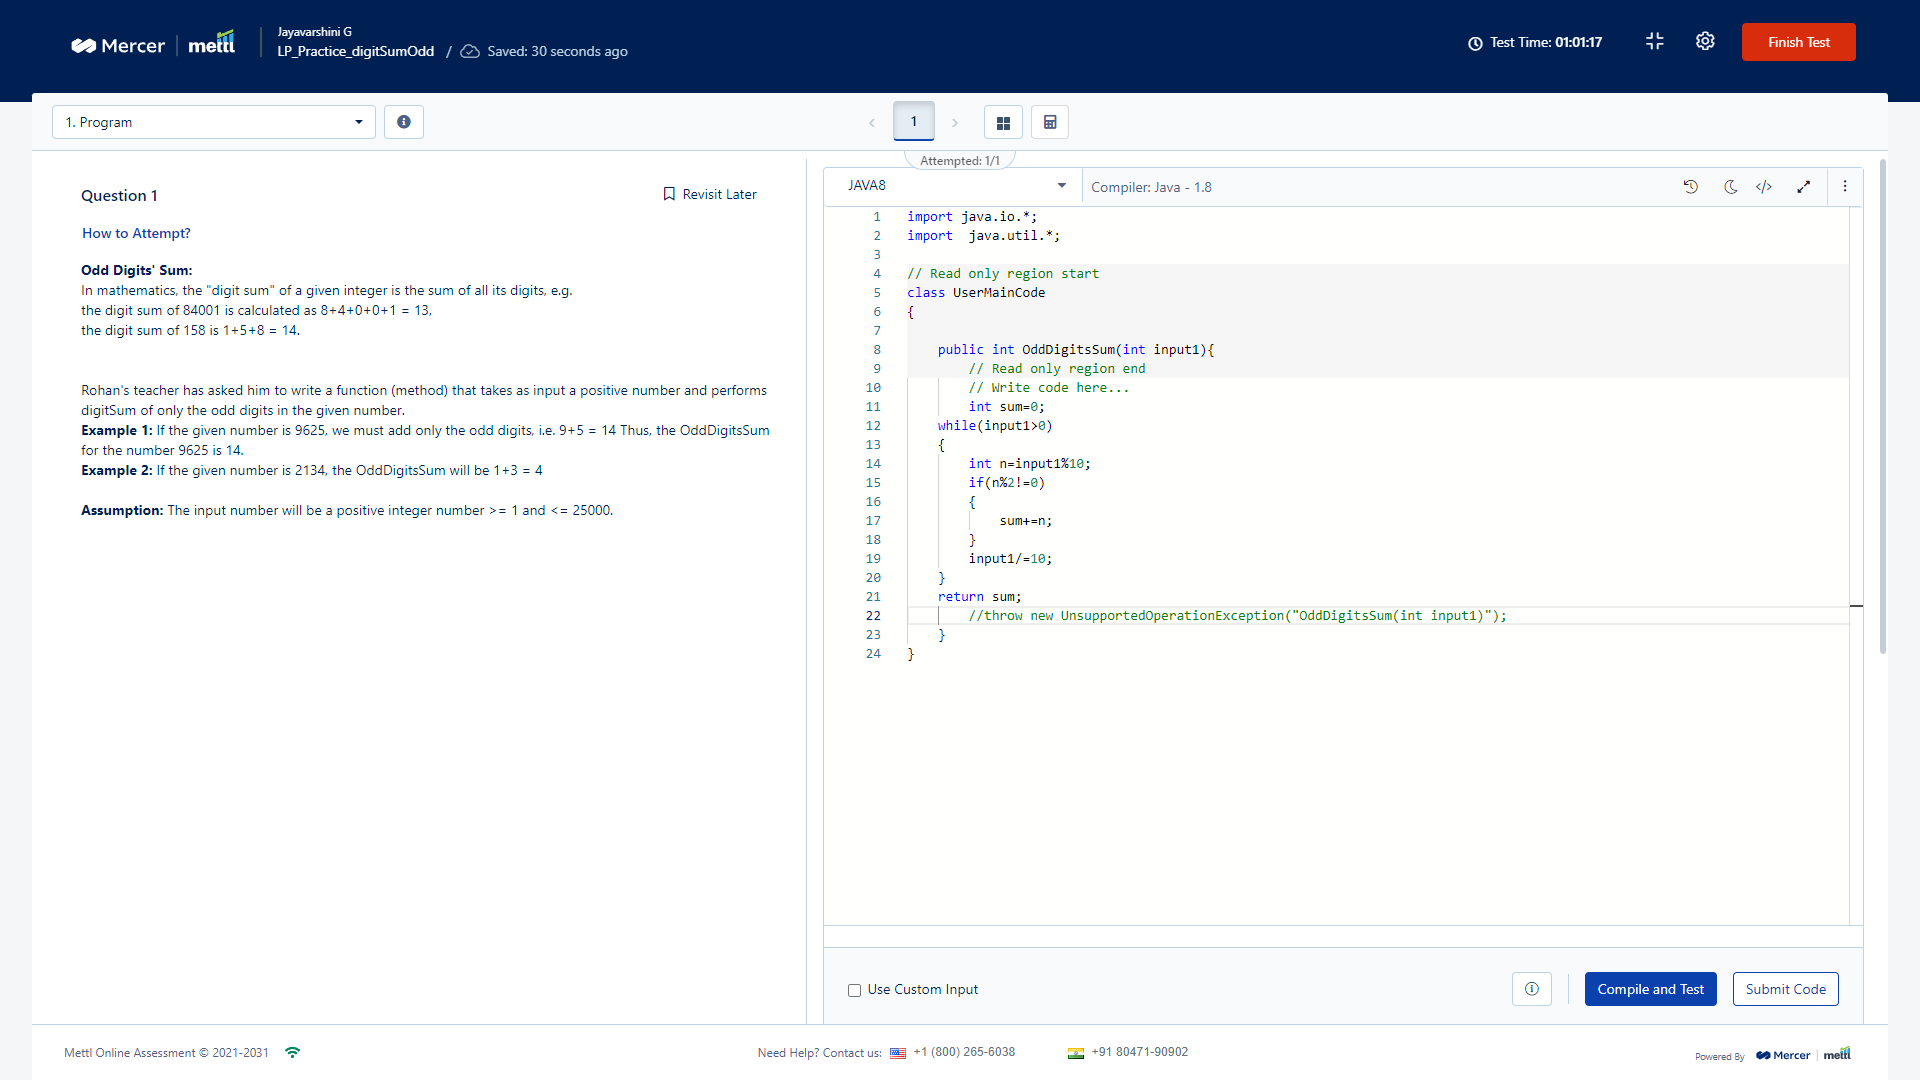 Mercer mettl
Jayavarshini G
LP_Practice_digitSumOdd / Saved: 30 seconds ago
Test Time: 01:01:17
Finish Test
1. Program
1
Attempted: 1/1
Question 1
Revisit Later
How to Attempt?
Odd Digits' Sum:
In mathematics, the "digit sum" of a given integer is the sum of all its digits, e.g.
the digit sum of 84001 is calculated as 8+4+0+0+1 = 13,
the digit sum of 158 is 1+5+8 = 14.
Rohan's teacher has asked him to write a function (method) that takes as input a positive number and performs
digitSum of only the odd digits in the given number.
Example 1: If the given number is 9625, we must add only the odd digits, i.e. 9+5 = 14 Thus, the OddDigitsSum
for the number 9625 is 14.
Example 2: If the given number is 2134, the OddDigitsSum will be 1+3 = 4
Assumption: The input number will be a positive integer number >= 1 and <= 25000.
JAVA8
Compiler: Java - 1.8
1 import java.io.*;
2 import  java.util.*;
3
4 // Read only region start
5 class UserMainCode
6 {
7
8     public int OddDigitsSum(int input1){
9         // Read only region end
10         // Write code here...
11         int sum=0;
12     while(input1>0)
13     {
14         int n=input1%10;
15         if(n%2!=0)
16         {
17             sum+=n;
18         }
19         input1/=10;
20     }
21     return sum;
22         //throw new UnsupportedOperationException("OddDigitsSum(int input1)");
23     }
24 }
Use Custom Input
Compile and Test
Submit Code
Mettl Online Assessment © 2021-2031
Need Help? Contact us: +1 (800) 265-6038
+91 80471-90902
Powered By Mercer mettl